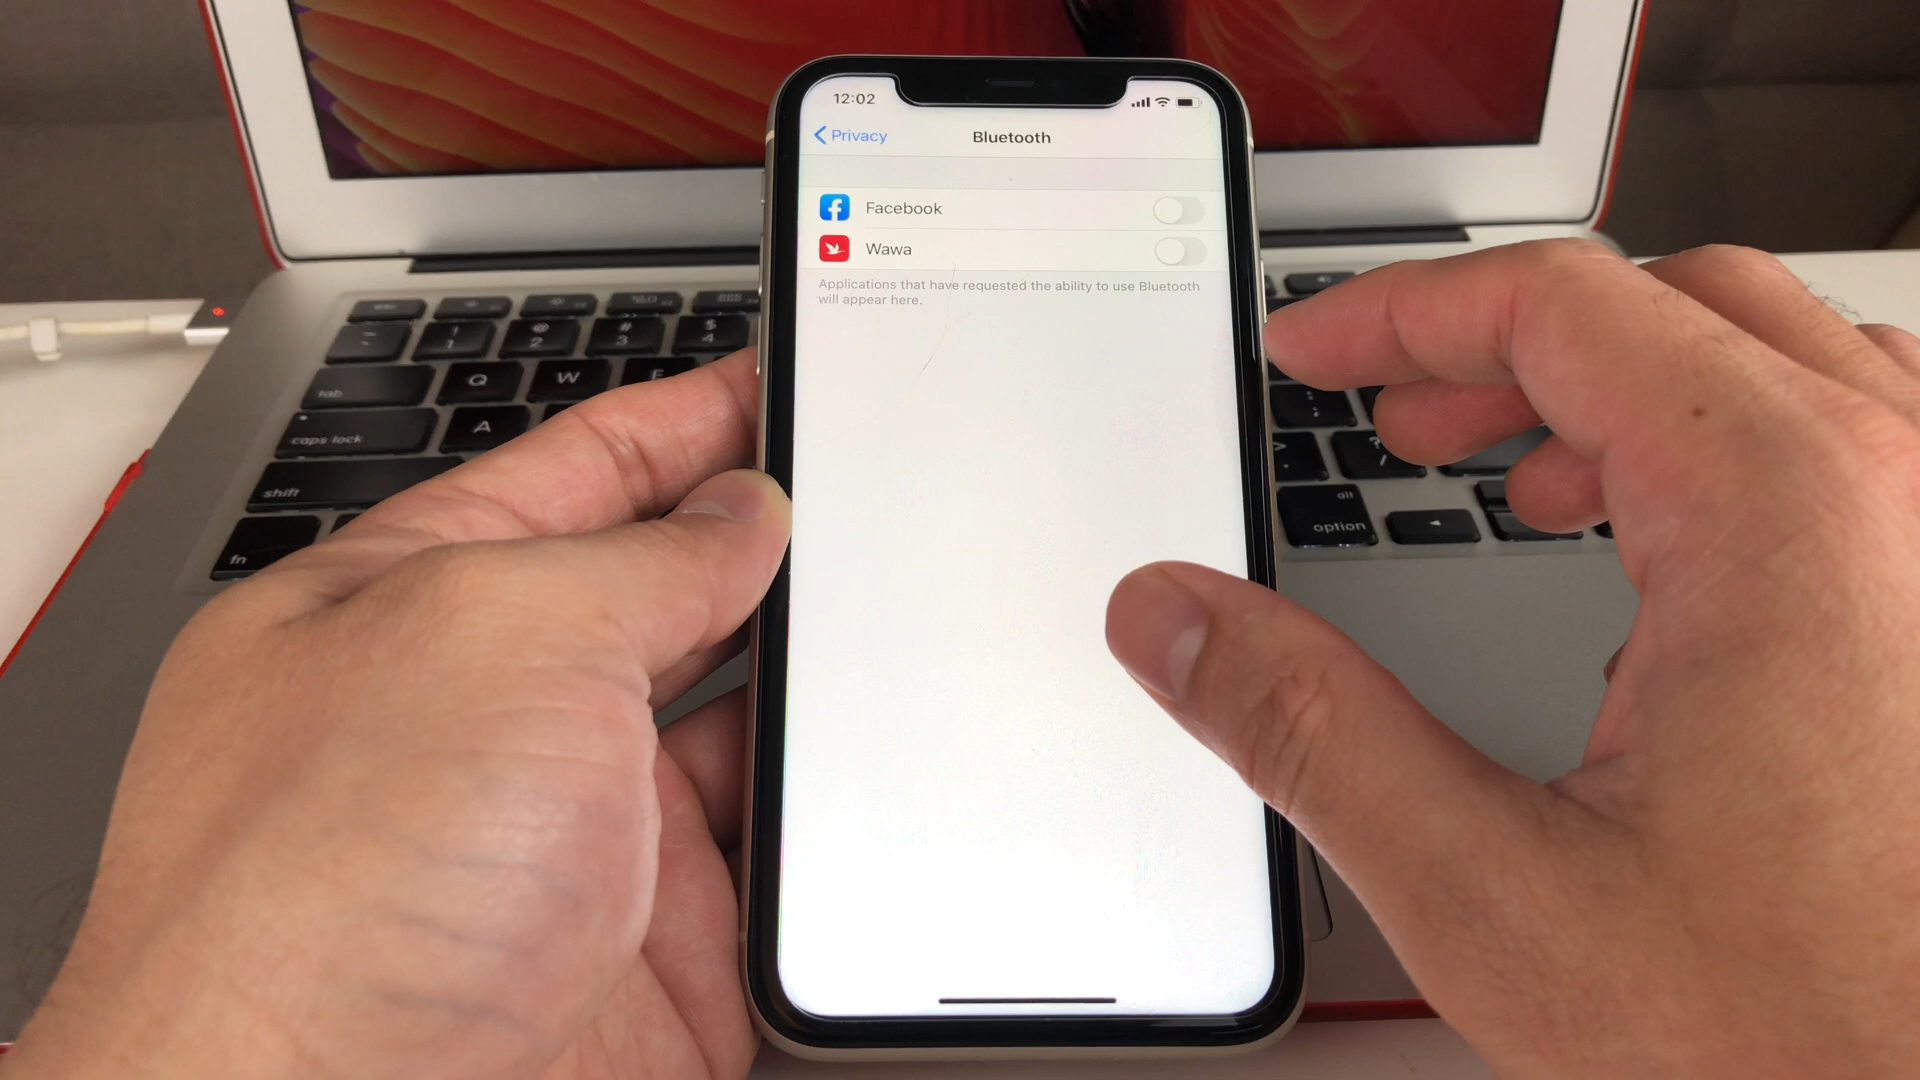 12:02
Privacy
Bluetooth
Facebook
Wawa
Applications that have requested the ability to use Bluetooth
will appear here.
esc
! 1
@ 2
# 3
$ 4
tab
Q
W
E
caps lock
A
shift
fn
alt
option